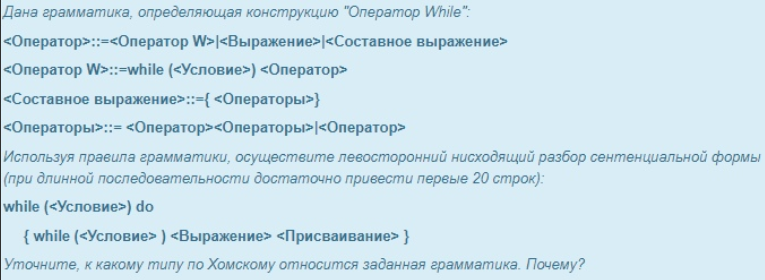 Дана грамматика, определяющая конструкцию "Оператор While":
<Оператор>::=<Оператор W>|<Выражение>|<Составное выражение>
<Оператор W>::=while (<Условие>) <Оператор>
<Составное выражение>::={ <Операторы>}
<Операторы>::= <Оператор><Операторы>|<Оператор>
Используя правила грамматики, осуществите левосторонний нисходящий разбор сентенциальной формы
(при длинной последовательности достаточно привести первые 20 строк):
while (<Условие>) do
{ while (<Условие> ) <Выражение> <Присваивание> }
Уточните, к какому типу по Хомскому относится заданная грамматика. Почему?